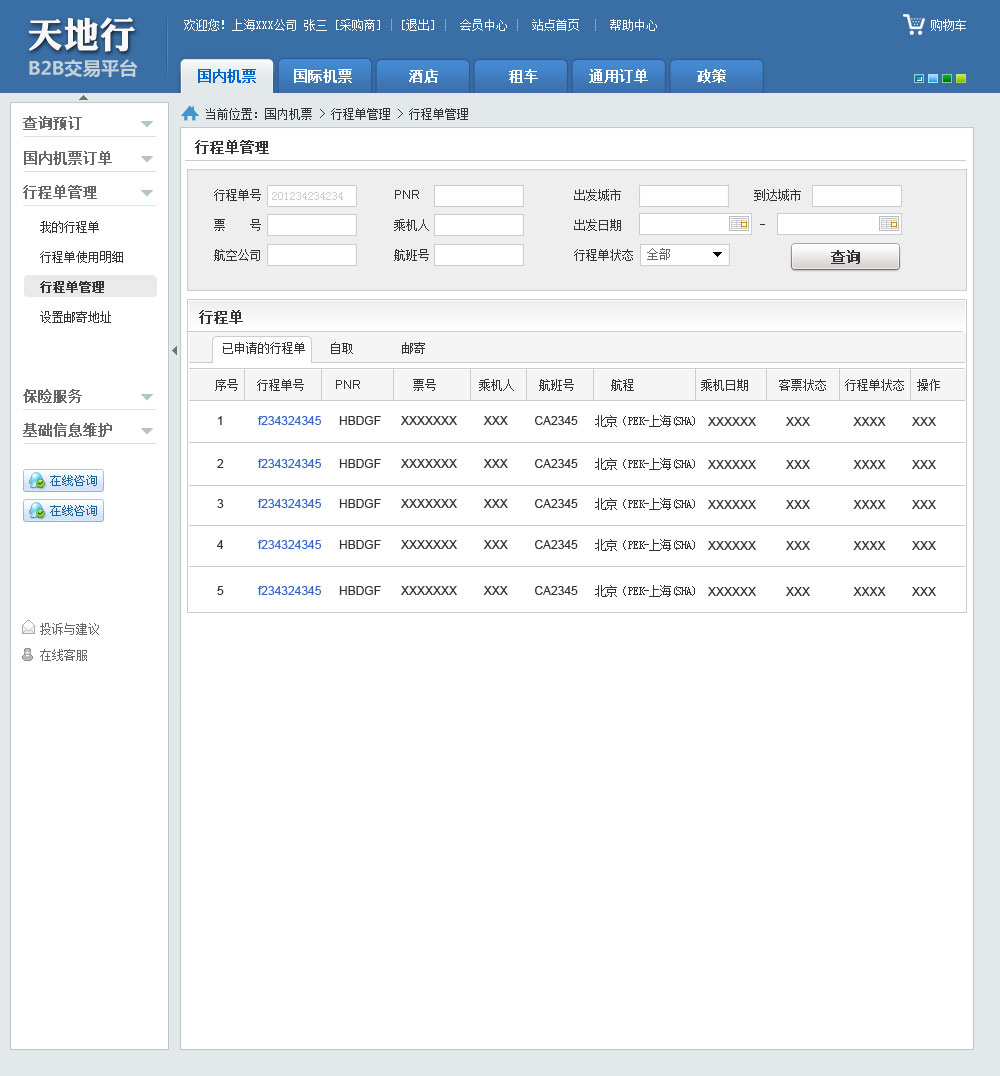 天地行
B2B交易平台
欢迎您！上海XXX公司 张三 [采购商] | [退出] | 会员中心 | 站点首页 | 帮助中心
购物车
国内机票 国际机票 酒店 租车 通用订单 政策
查询预订
国内机票订单
行程单管理
我的行程单
行程单使用明细
行程单管理
设置邮寄地址
保险服务
基础信息维护
在线咨询
在线咨询
投诉与建议
在线客服
当前位置：国内机票 > 行程单管理 > 行程单管理
行程单管理
行程单号 201234234234 PNR 出发城市 到达城市
票 号 乘机人 出发日期 -
航空公司 航班号 行程单状态 全部 查询
行程单
已申请的行程单 自取 邮寄
序号 行程单号 PNR 票号 乘机人 航班号 航程 乘机日期 客票状态 行程单状态 操作
1 f234324345 HBDGF XXXXXXX XXX CA2345 北京（PEK-上海(SHA) XXXXXX XXX XXXX XXX
2 f234324345 HBDGF XXXXXXX XXX CA2345 北京（PEK-上海(SHA) XXXXXX XXX XXXX XXX
3 f234324345 HBDGF XXXXXXX XXX CA2345 北京（PEK-上海(SHA) XXXXXX XXX XXXX XXX
4 f234324345 HBDGF XXXXXXX XXX CA2345 北京（PEK-上海(SHA) XXXXXX XXX XXXX XXX
5 f234324345 HBDGF XXXXXXX XXX CA2345 北京（PEK-上海(SHA) XXXXXX XXX XXXX XXX